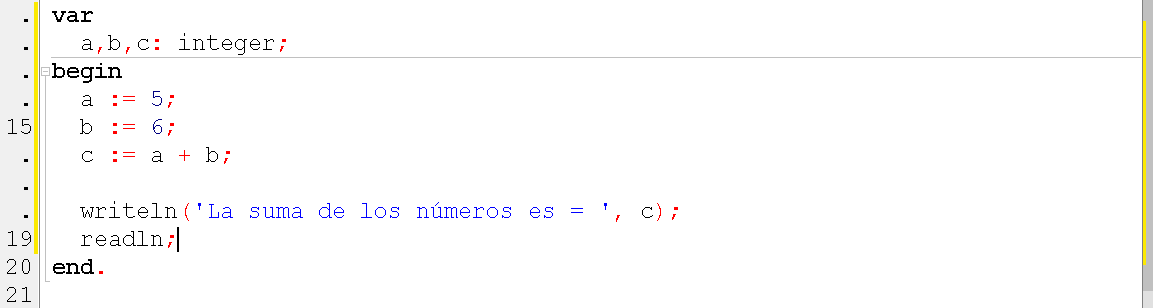 . var
. a,b,c: integer;
. begin
. a := 5;
15 b := 6;
. c := a + b;
.
. writeln('La suma de los números es = ', c);
19 readln;
20 end.
21